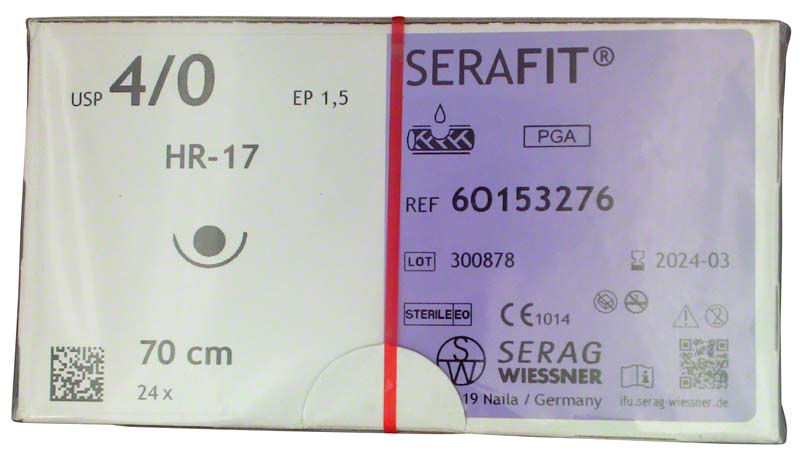 USP 4/0 EP 1,5
HR-17
70 cm
24 x
SERAFIT®
PGA
REF 6O153276
LOT 300878 2024-03
STERILE EO CE 1014
SW SERAG
WIESSNER
19 Naila / Germany ifu.serag-wiessner.de